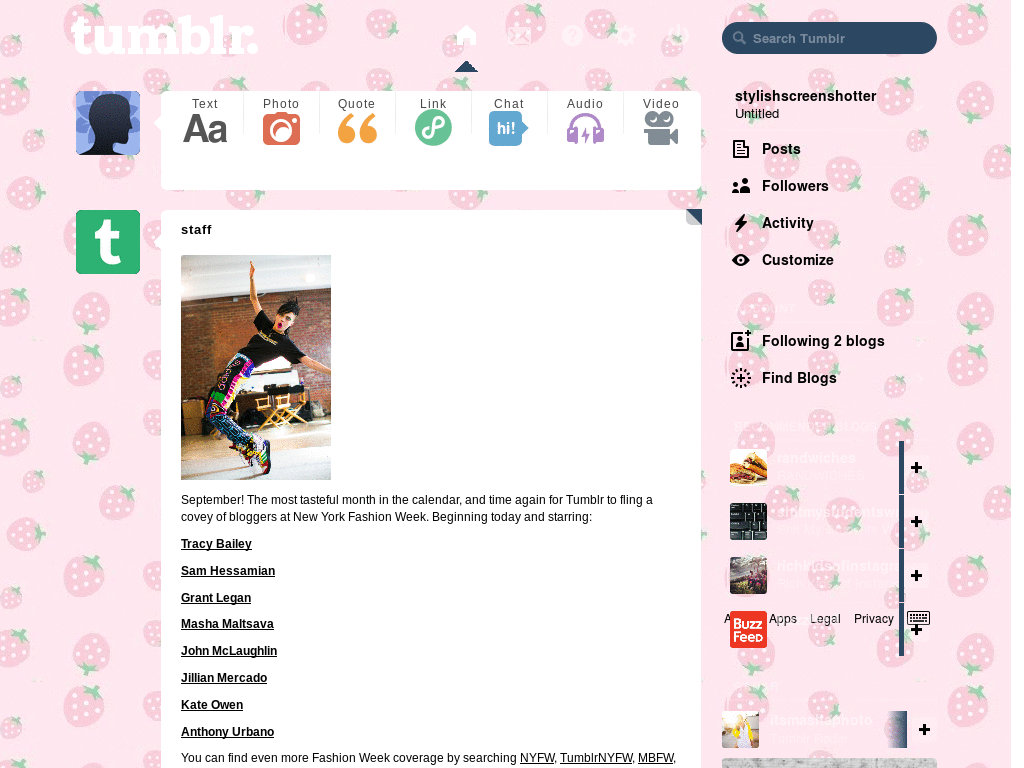 tumblr.
Search Tumblr
Text
Photo
Quote
Link
Chat
Audio
Video
Aa
hi!
stylishscreenshotter
Untitled
Posts
Followers
Activity
Customize
Following 2 blogs
Find Blogs
t
staff
September! The most tasteful month in the calendar, and time again for Tumblr to fling a
covey of bloggers at New York Fashion Week. Beginning today and starring:
Tracy Bailey
Sam Hessamian
Grant Legan
Masha Maltsava
John McLaughlin
Jillian Mercado
Kate Owen
Anthony Urbano
You can find even more Fashion Week coverage by searching NYFW, TumblrNYFW, MBFW,
RECOMMENDED BLOGS
randwiches
RANDWICHES
Apps
Legal
Privacy
Buzz
Feed